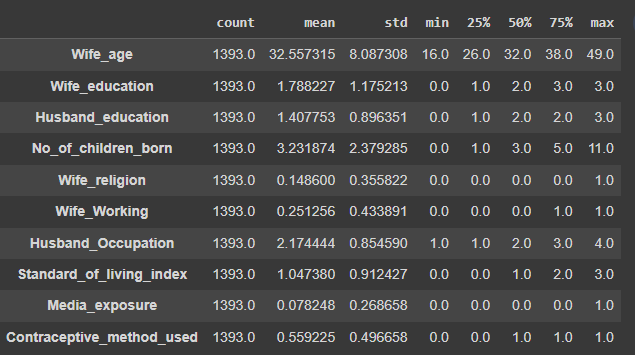 count mean std min 25% 50% 75% max
Wife_age 1393.0 32.557315 8.087308 16.0 26.0 32.0 38.0 49.0
Wife_education 1393.0 1.788227 1.175213 0.0 1.0 2.0 3.0 3.0
Husband_education 1393.0 1.407753 0.896351 0.0 1.0 2.0 2.0 3.0
No_of_children_born 1393.0 3.231874 2.379285 0.0 1.0 3.0 5.0 11.0
Wife_religion 1393.0 0.148600 0.355822 0.0 0.0 0.0 0.0 1.0
Wife_Working 1393.0 0.251256 0.433891 0.0 0.0 0.0 1.0 1.0
Husband_Occupation 1393.0 2.174444 0.854590 1.0 1.0 2.0 3.0 4.0
Standard_of_living_index 1393.0 1.047380 0.912427 0.0 0.0 1.0 2.0 3.0
Media_exposure 1393.0 0.078248 0.268658 0.0 0.0 0.0 0.0 1.0
Contraceptive_method_used 1393.0 0.559225 0.496658 0.0 0.0 1.0 1.0 1.0